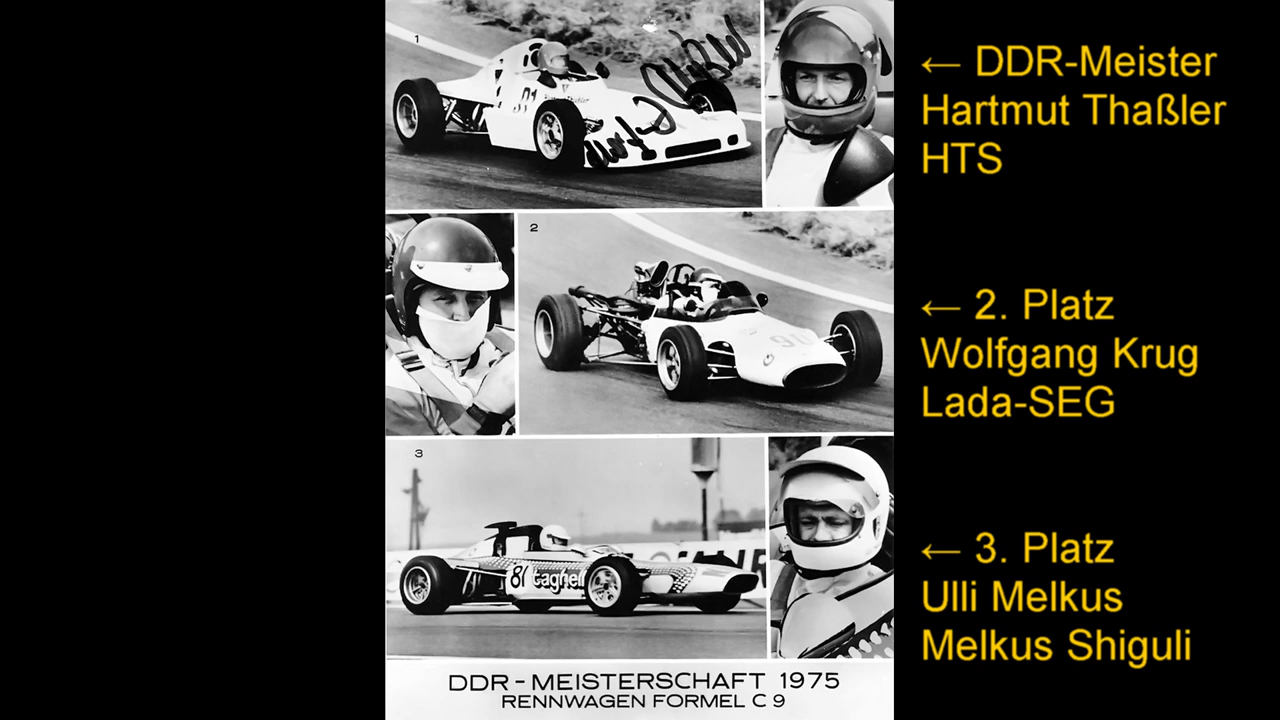 1
91
← DDR-Meister
Hartmut Thaßler
HTS
2
90
← 2. Platz
Wolfgang Krug
Lada-SEG
3
81
← 3. Platz
Ulli Melkus
Melkus Shiguli
DDR-MEISTERSCHAFT 1975
RENNWAGEN FORMEL C 9